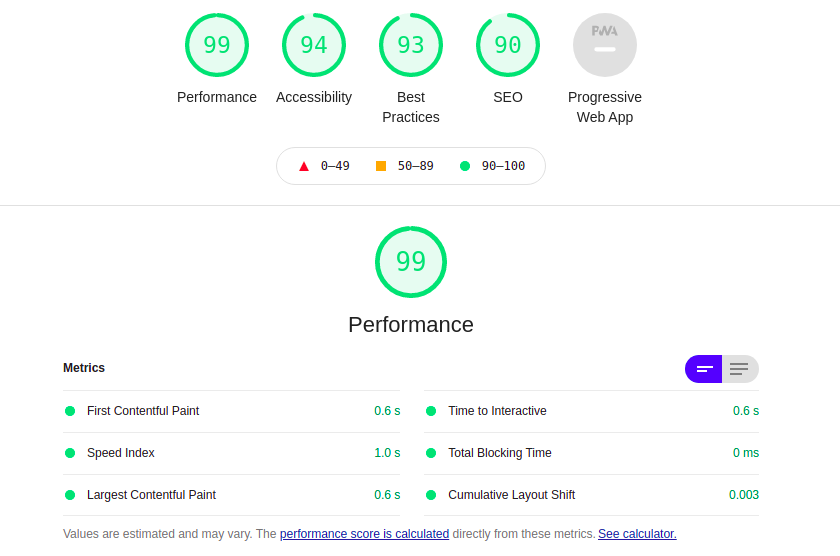 99 94 93 90 PWA
Performance Accessibility Best Practices SEO Progressive Web App
0–49 50–89 90–100
99
Performance
Metrics
First Contentful Paint 0.6 s
Time to Interactive 0.6 s
Speed Index 1.0 s
Total Blocking Time 0 ms
Largest Contentful Paint 0.6 s
Cumulative Layout Shift 0.003
Values are estimated and may vary. The performance score is calculated directly from these metrics. See calculator.